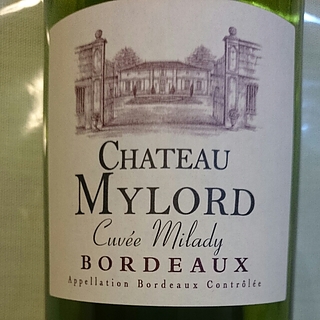 CHATEAU
MYLORD
Cuvée Milady
BORDEAUX
Appellation Bordeaux Contrôlée